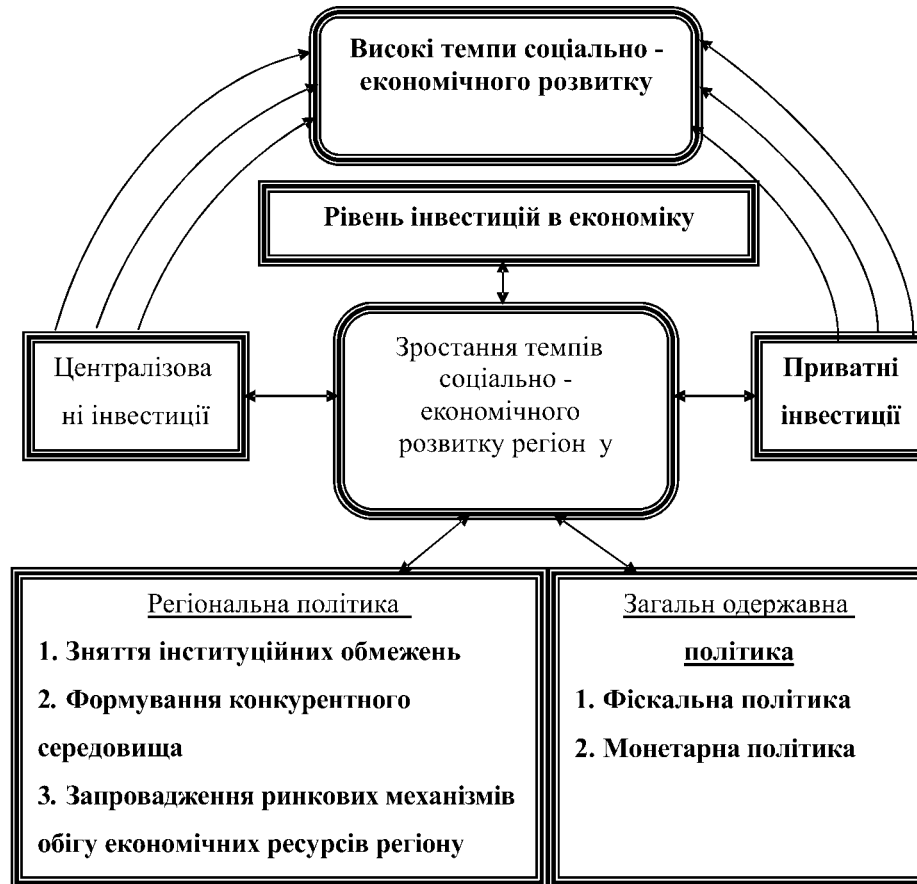 Високі темпи соціально -
економічного розвитку
Рівень інвестицій в економіку
Централізова
ні інвестиції
Зростання темпів
соціально -
економічного
розвитку регіон у
Приватні
інвестиції
Регіональна політика
1. Зняття інституційних обмежень
2. Формування конкурентного
середовища
3. Запровадження ринкових механізмів
обігу економічних ресурсів регіону
Загальн одержавна
політика
1. Фіскальна політика
2. Монетарна політика